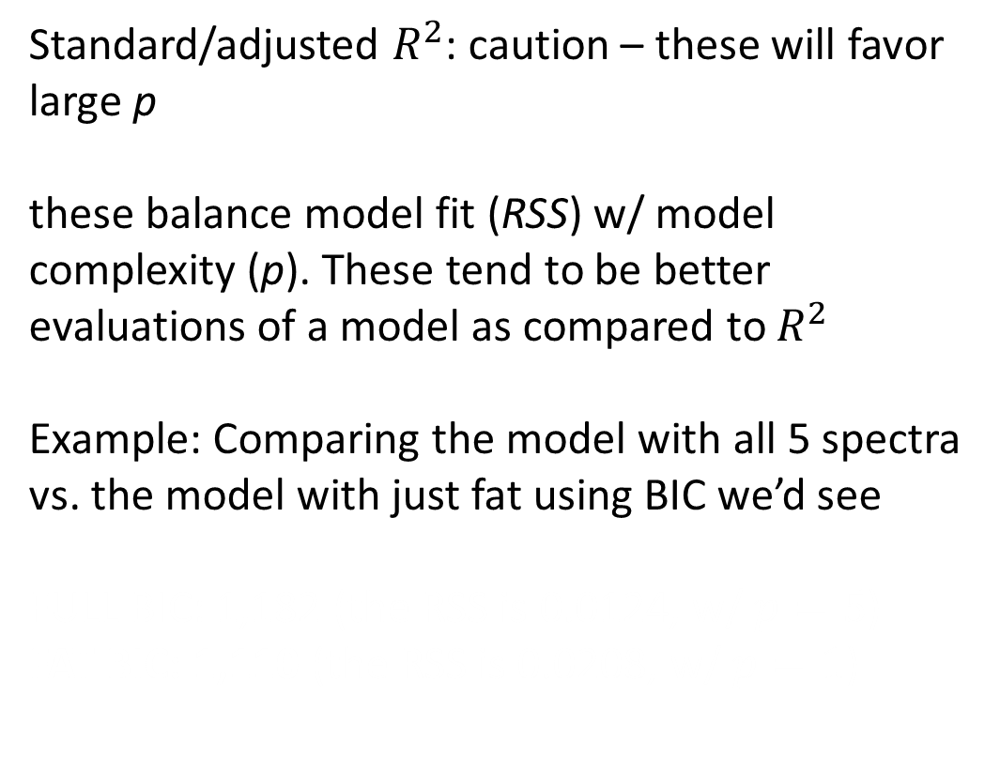 Standard/adjusted R²: caution – these will favor
large p
these balance model fit (RSS) w/ model
complexity (p). These tend to be better
evaluations of a model as compared to R²
Example: Comparing the model with all 5 spectra
vs. the model with just fat using BIC we’d see